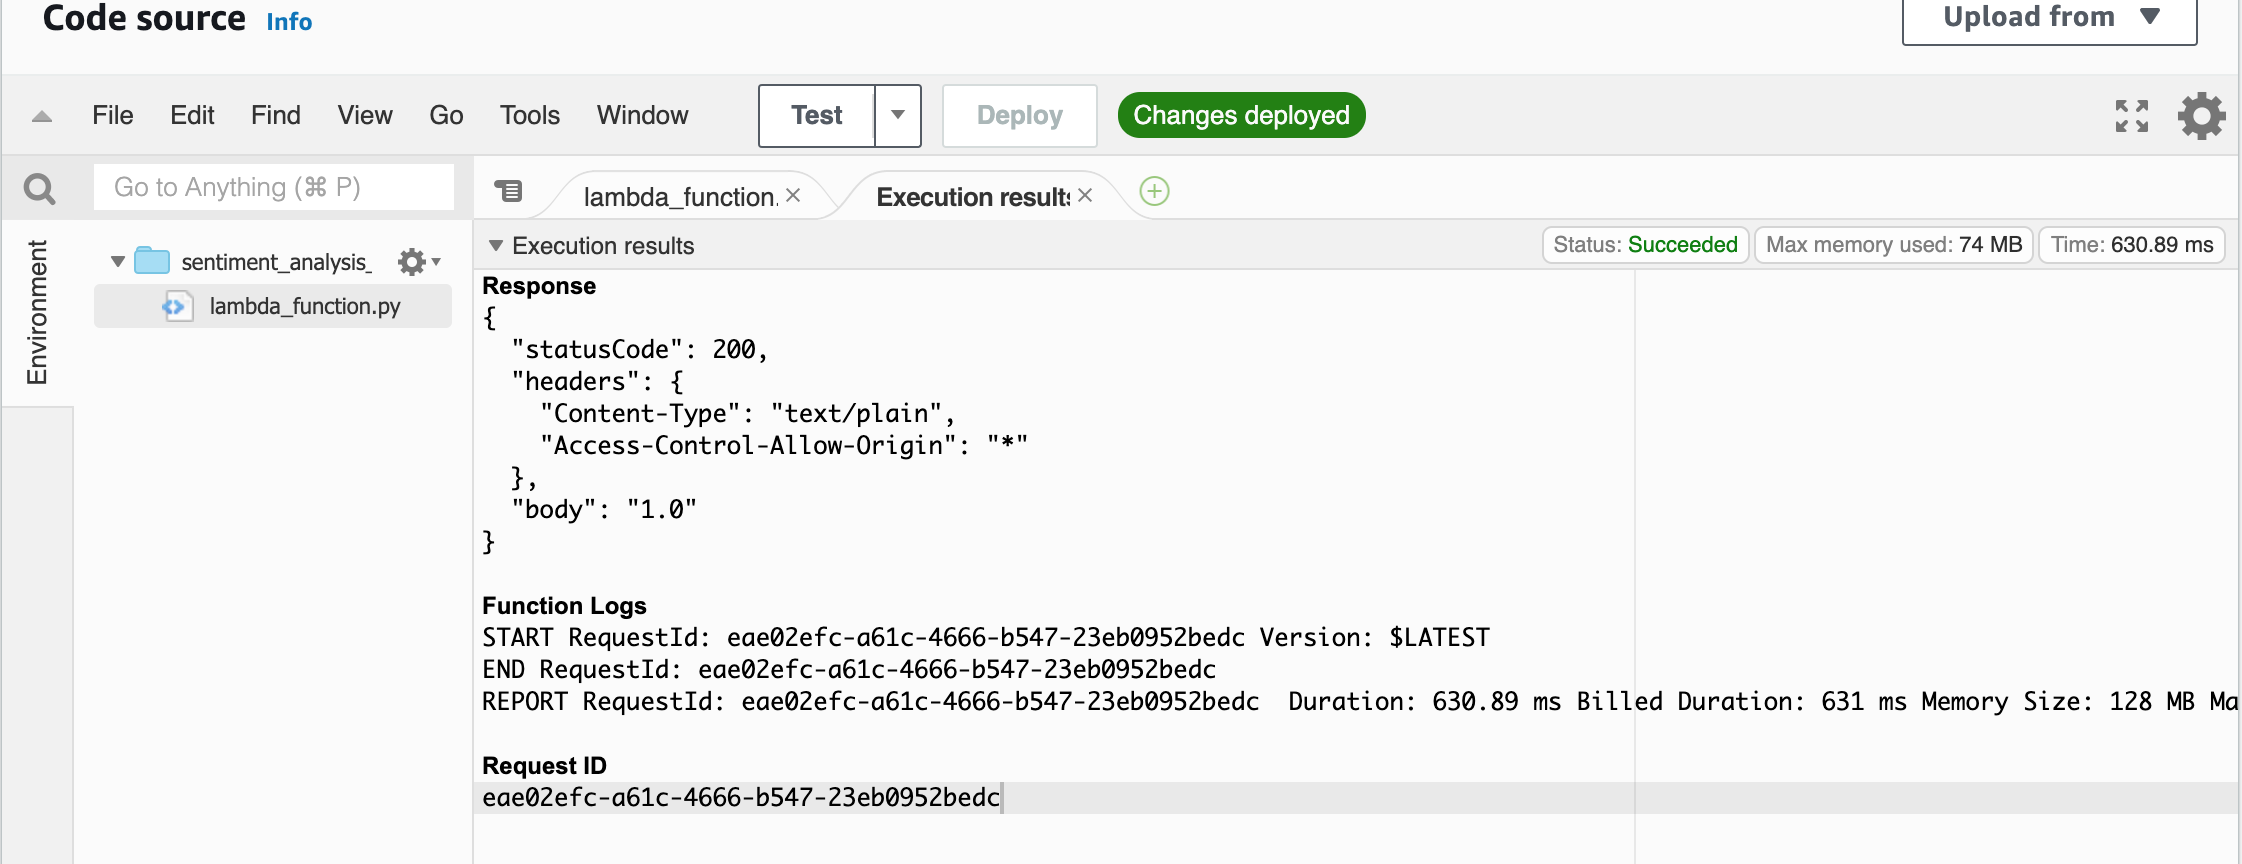 Code source Info
Upload from
File Edit Find View Go Tools Window
Test
Deploy
Changes deployed
Go to Anything (⌘ P)
lambda_function.
Execution results
Environment
sentiment_analysis_
lambda_function.py
Execution results
Status: Succeeded
Max memory used: 74 MB
Time: 630.89 ms
Response
{
  "statusCode": 200,
  "headers": {
    "Content-Type": "text/plain",
    "Access-Control-Allow-Origin": "*"
  },
  "body": "1.0"
}
Function Logs
START RequestId: eae02efc-a61c-4666-b547-23eb0952bedc Version: $LATEST
END RequestId: eae02efc-a61c-4666-b547-23eb0952bedc
REPORT RequestId: eae02efc-a61c-4666-b547-23eb0952bedc  Duration: 630.89 ms Billed Duration: 631 ms Memory Size: 128 MB Ma
Request ID
eae02efc-a61c-4666-b547-23eb0952bedc